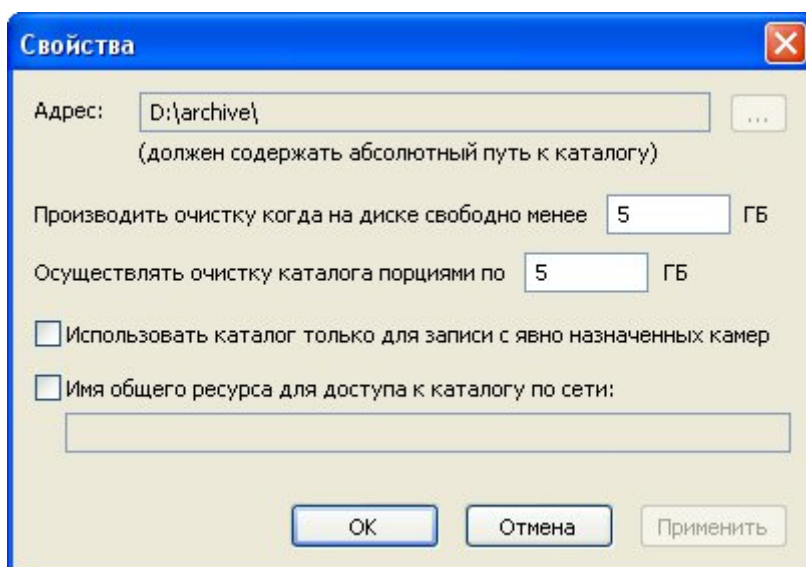 Свойства
Адрес: D:\archive\ ...
(должен содержать абсолютный путь к каталогу)
Производить очистку когда на диске свободно менее 5 ГБ
Осуществлять очистку каталога порциями по 5 ГБ
Использовать каталог только для записи с явно назначенных камер
Имя общего ресурса для доступа к каталогу по сети:
OK Отмена Применить